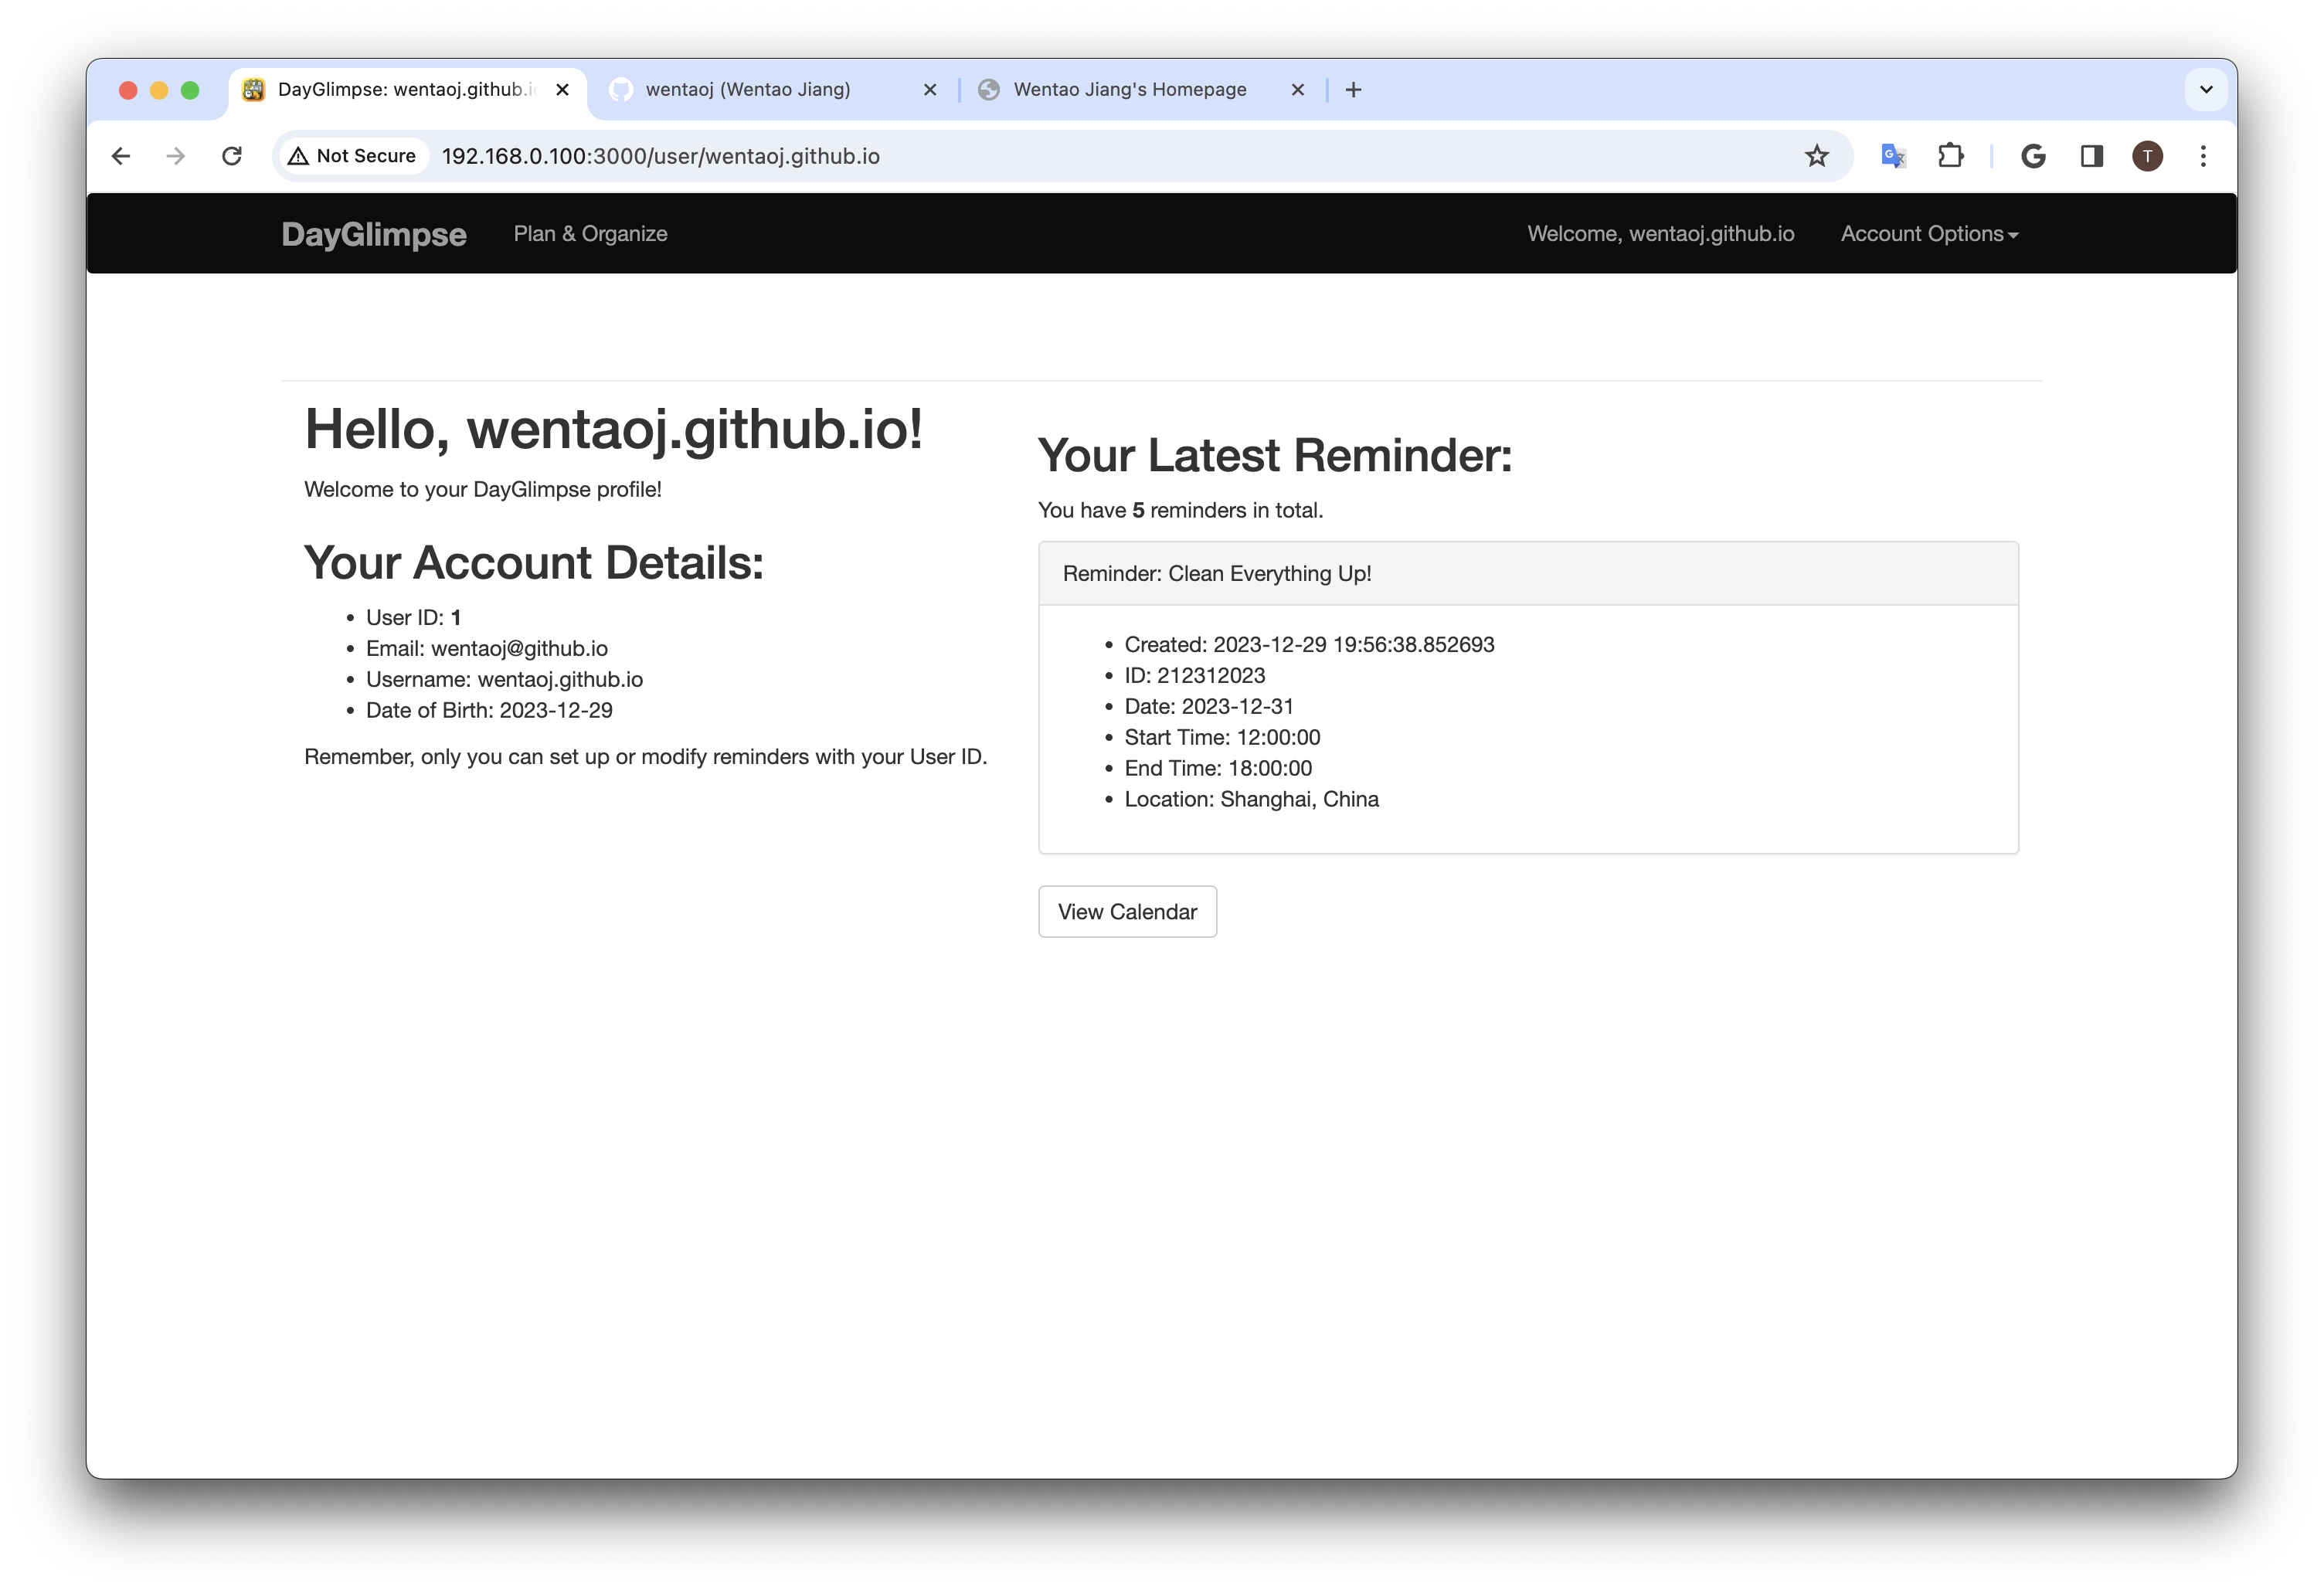 DayGlimpse: wentaoj.github.i
wentaoj (Wentao Jiang)
Wentao Jiang's Homepage
Not Secure
192.168.0.100:3000/user/wentaoj.github.io
T
DayGlimpse
Plan & Organize
Welcome, wentaoj.github.io
Account Options
Hello, wentaoj.github.io!
Welcome to your DayGlimpse profile!
Your Account Details:
User ID: 1
Email: wentaoj@github.io
Username: wentaoj.github.io
Date of Birth: 2023-12-29
Remember, only you can set up or modify reminders with your User ID.
Your Latest Reminder:
You have 5 reminders in total.
Reminder: Clean Everything Up!
Created: 2023-12-29 19:56:38.852693
ID: 212312023
Date: 2023-12-31
Start Time: 12:00:00
End Time: 18:00:00
Location: Shanghai, China
View Calendar